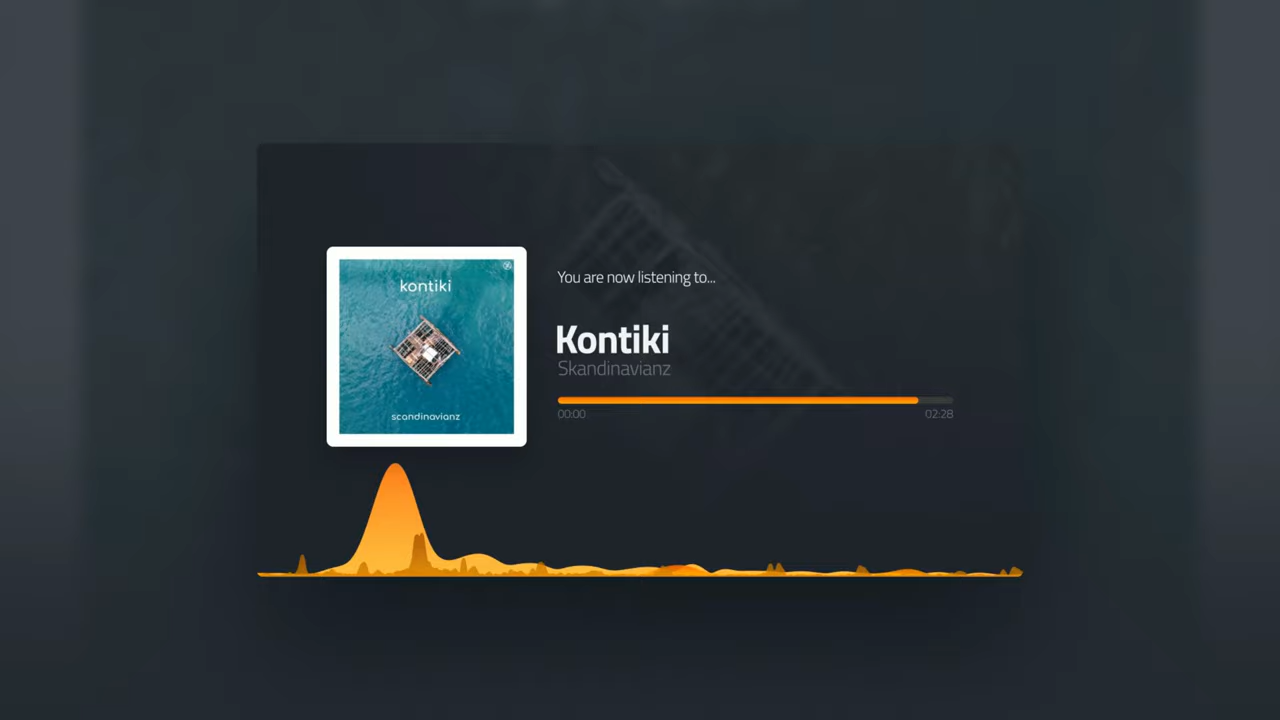 kontiki
scandinavianz
You are now listening to...
Kontiki
Skandinavianz
00:00 02:28